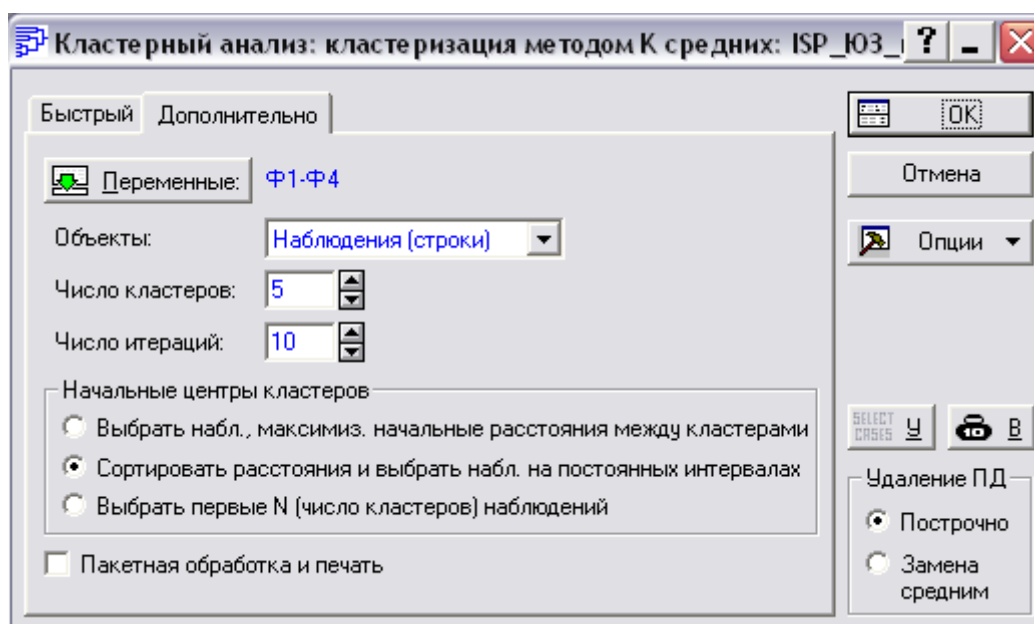 Кластерный анализ: кластеризация методом К средних: ISP_ЮЗ_
Быстрый
Дополнительно
OK
Переменные:
Ф1-Ф4
Отмена
Объекты:
Наблюдения (строки)
Опции
Число кластеров:
5
Число итераций:
10
Начальные центры кластеров
Выбрать набл., максимиз. начальные расстояния между кластерами
SELECT CASES У
В
Сортировать расстояния и выбрать набл. на постоянных интервалах
Удаление ПД
Выбрать первые N (число кластеров) наблюдений
Построчно
Пакетная обработка и печать
Замена
средним